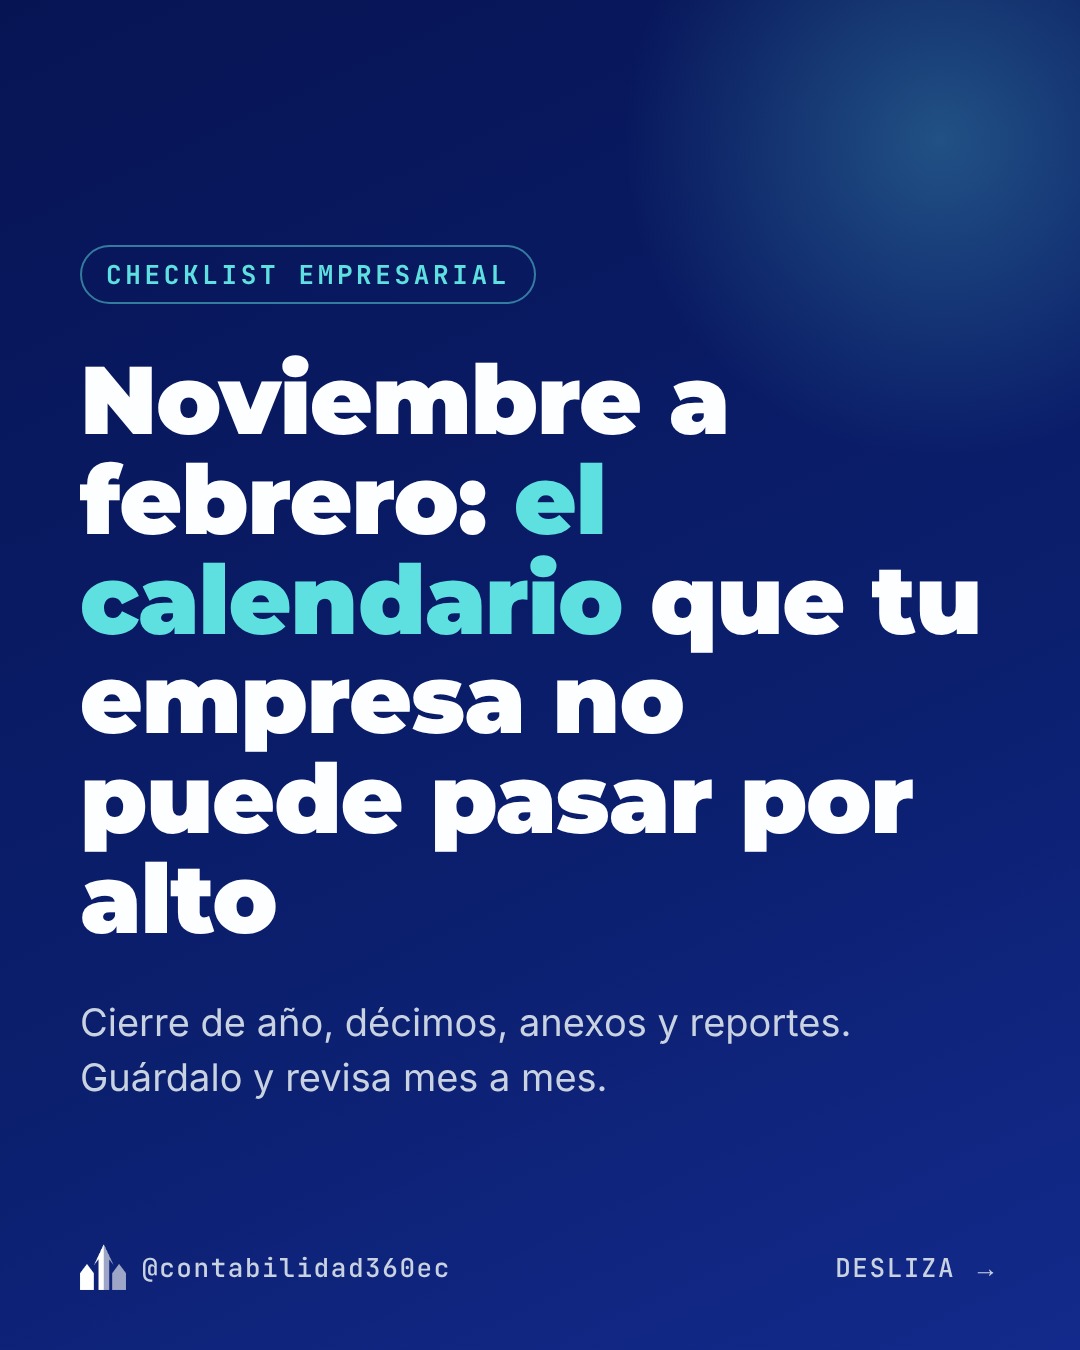 CHECKLIST EMPRESARIAL
Noviembre a
febrero: el
calendario que tu
empresa no
puede pasar por
alto
Cierre de año, décimos, anexos y reportes.
Guárdalo y revisa mes a mes.
@contabilidad360ec
DESLIZA →